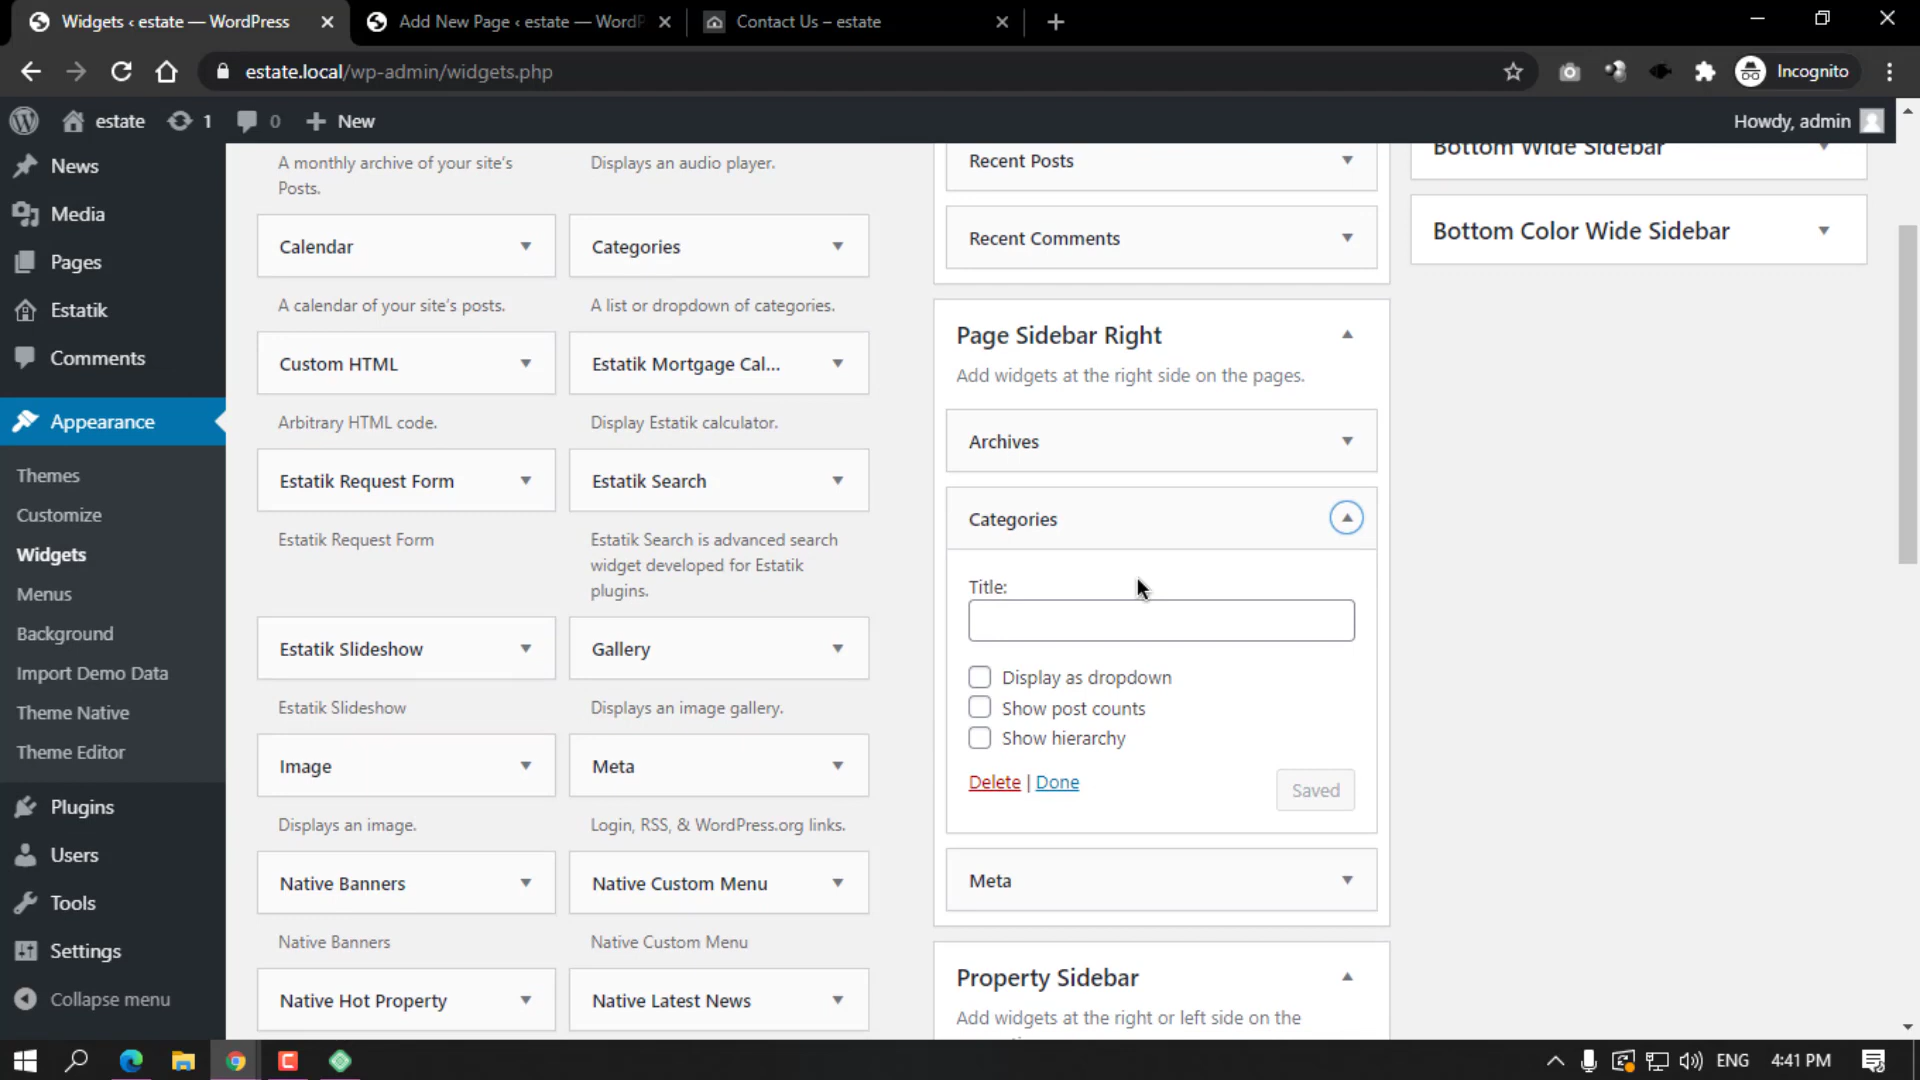 Widgets ‹ estate — WordPress
Add New Page ‹ estate — WordP
Contact Us – estate
estate.local/wp-admin/widgets.php
Incognito
estate
1
0
New
Howdy, admin
News
Media
Pages
Estatik
Comments
Appearance
Themes
Customize
Widgets
Menus
Background
Import Demo Data
Theme Native
Theme Editor
Plugins
Users
Tools
Settings
Collapse menu
A monthly archive of your site's
Posts.
Displays an audio player.
Calendar
Categories
A calendar of your site's posts.
A list or dropdown of categories.
Custom HTML
Estatik Mortgage Cal...
Arbitrary HTML code.
Display Estatik calculator.
Estatik Request Form
Estatik Search
Estatik Request Form
Estatik Search is advanced search
widget developed for Estatik
plugins.
Estatik Slideshow
Gallery
Estatik Slideshow
Displays an image gallery.
Image
Meta
Displays an image.
Login, RSS, & WordPress.org links.
Native Banners
Native Custom Menu
Native Banners
Native Custom Menu
Native Hot Property
Native Latest News
Recent Posts
Recent Comments
Page Sidebar Right
Add widgets at the right side on the pages.
Archives
Categories
Title:
Display as dropdown
Show post counts
Show hierarchy
Delete | Done
Saved
Meta
Property Sidebar
Add widgets at the right or left side on the
Bottom Wide Sidebar
Bottom Color Wide Sidebar
ENG
4:41 PM